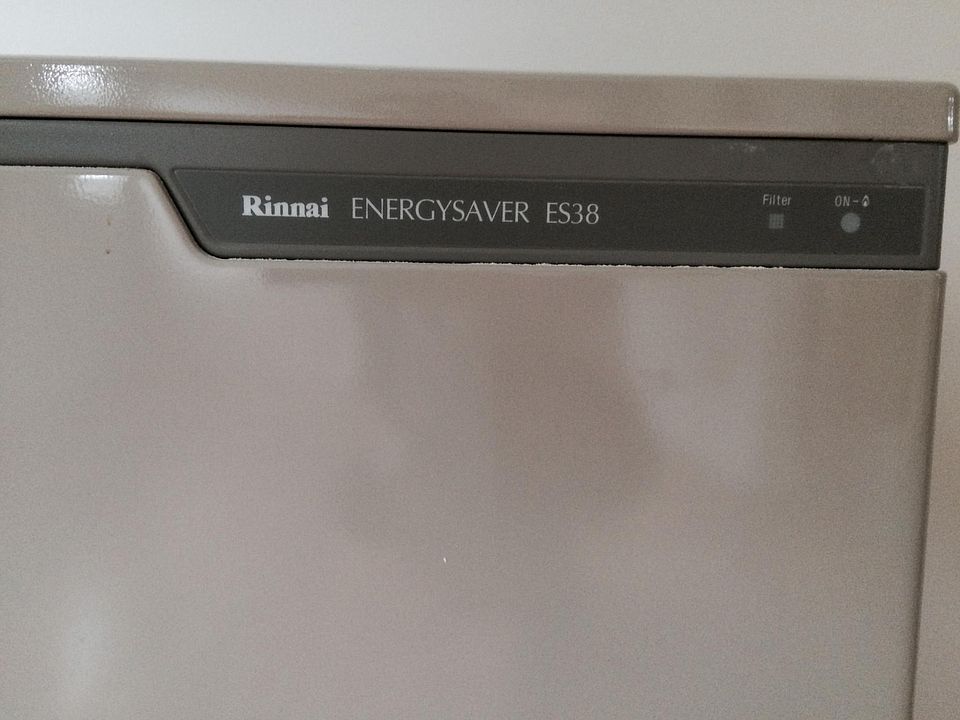 Rinnai ENERGYSAVER ES38
Filter ON-